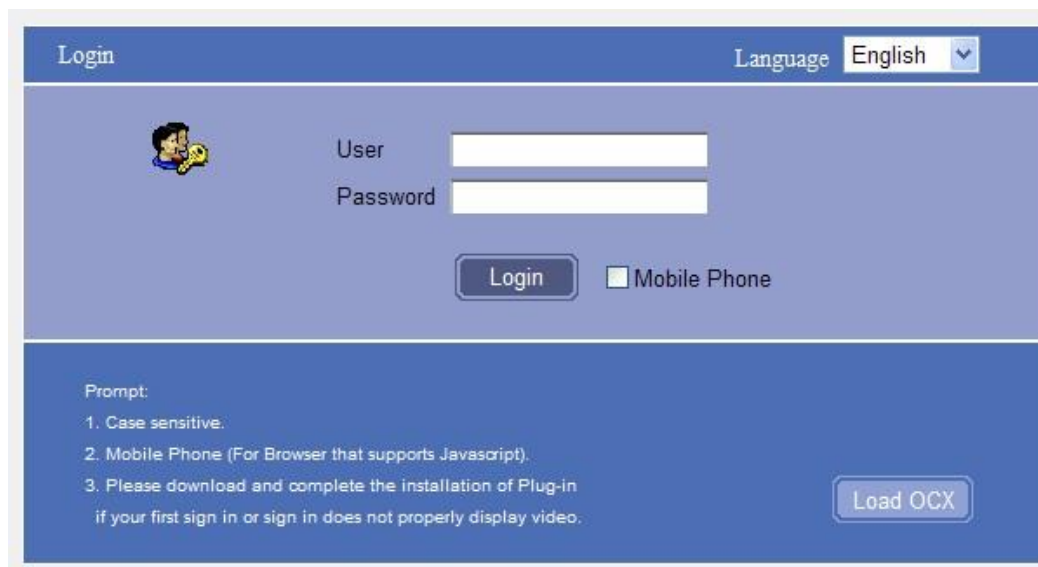 Login
Language English
User
Password
Login Mobile Phone
Prompt:
1. Case sensitive.
2. Mobile Phone (For Browser that supports Javascript).
3. Please download and complete the installation of Plug-in
if your first sign in or sign in does not properly display video.
Load OCX